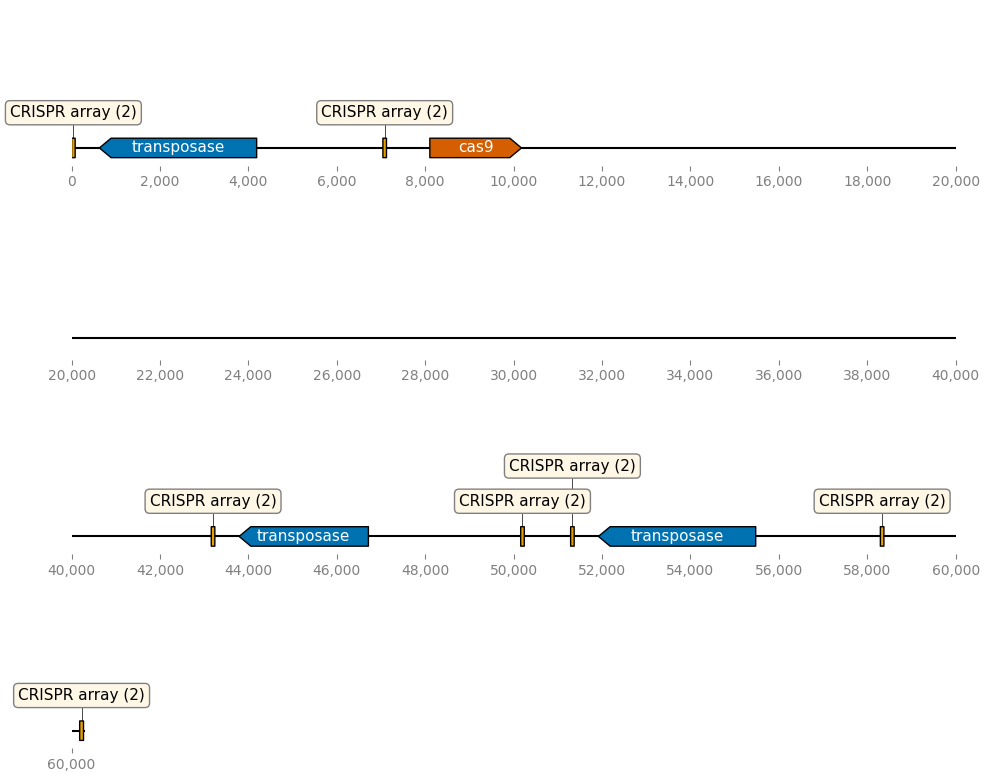 CRISPR array (2) CRISPR array (2)
transposase cas9
0 2,000 4,000 6,000 8,000 10,000 12,000 14,000 16,000 18,000 20,000
20,000 22,000 24,000 26,000 28,000 30,000 32,000 34,000 36,000 38,000 40,000
CRISPR array (2)
CRISPR array (2) CRISPR array (2) CRISPR array (2)
transposase transposase
40,000 42,000 44,000 46,000 48,000 50,000 52,000 54,000 56,000 58,000 60,000
CRISPR array (2)
60,000